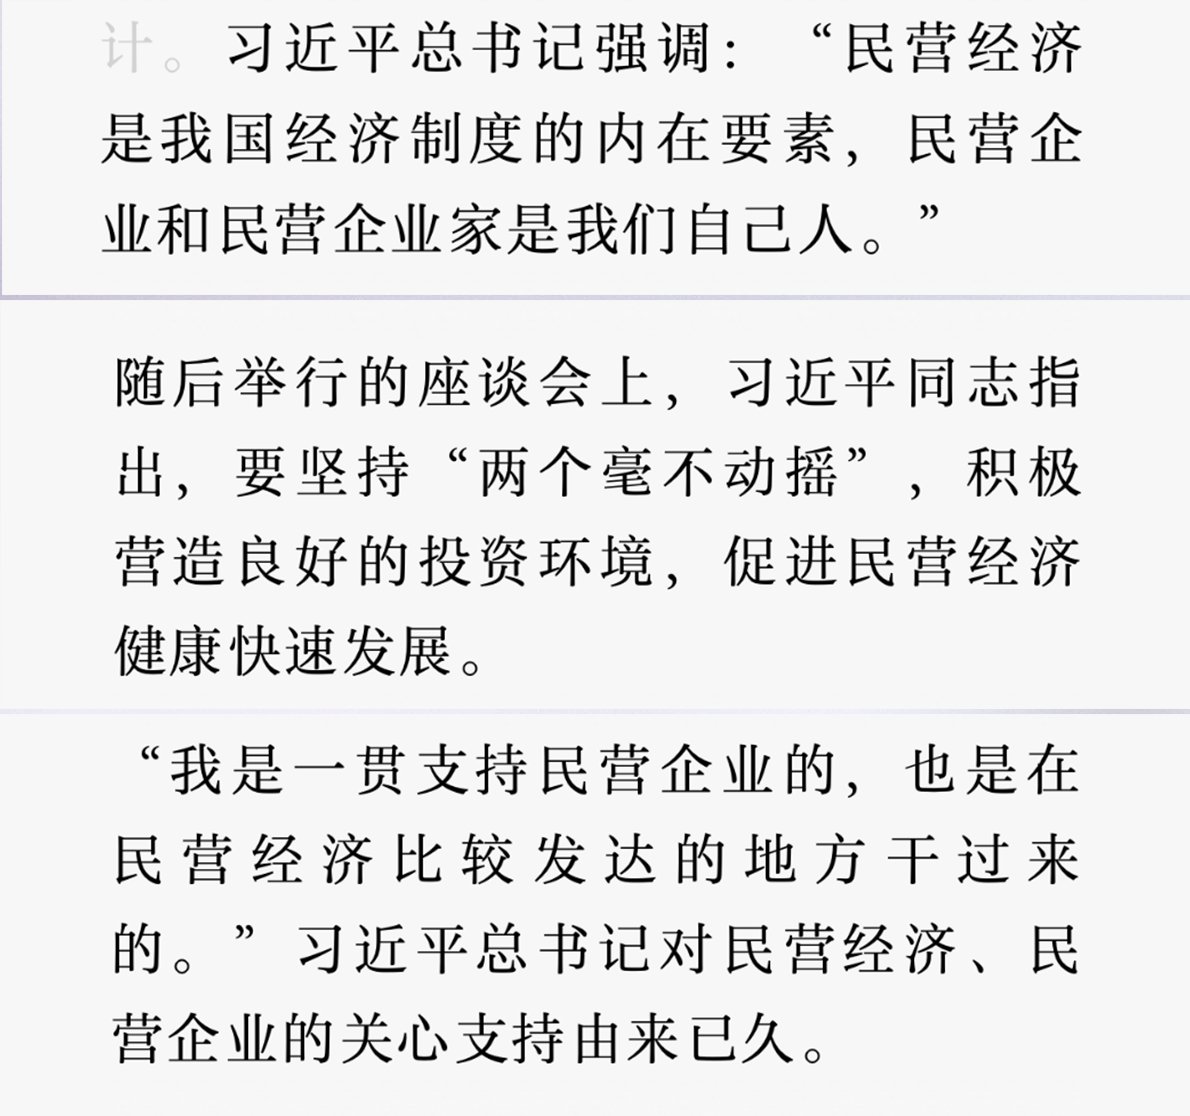 计。习近平总书记强调：“民营经济
是我国经济制度的内在要素，民营企
业和民营企业家是我们自己人。”
随后举行的座谈会上，习近平同志指
出，要坚持“两个毫不动摇”，积极
营造良好的投资环境，促进民营经济
健康快速发展。
“我是一贯支持民营企业的，也是在
民营经济比较发达的地方干过来
的。”习近平总书记对民营经济、民
营企业的关心支持由来已久。